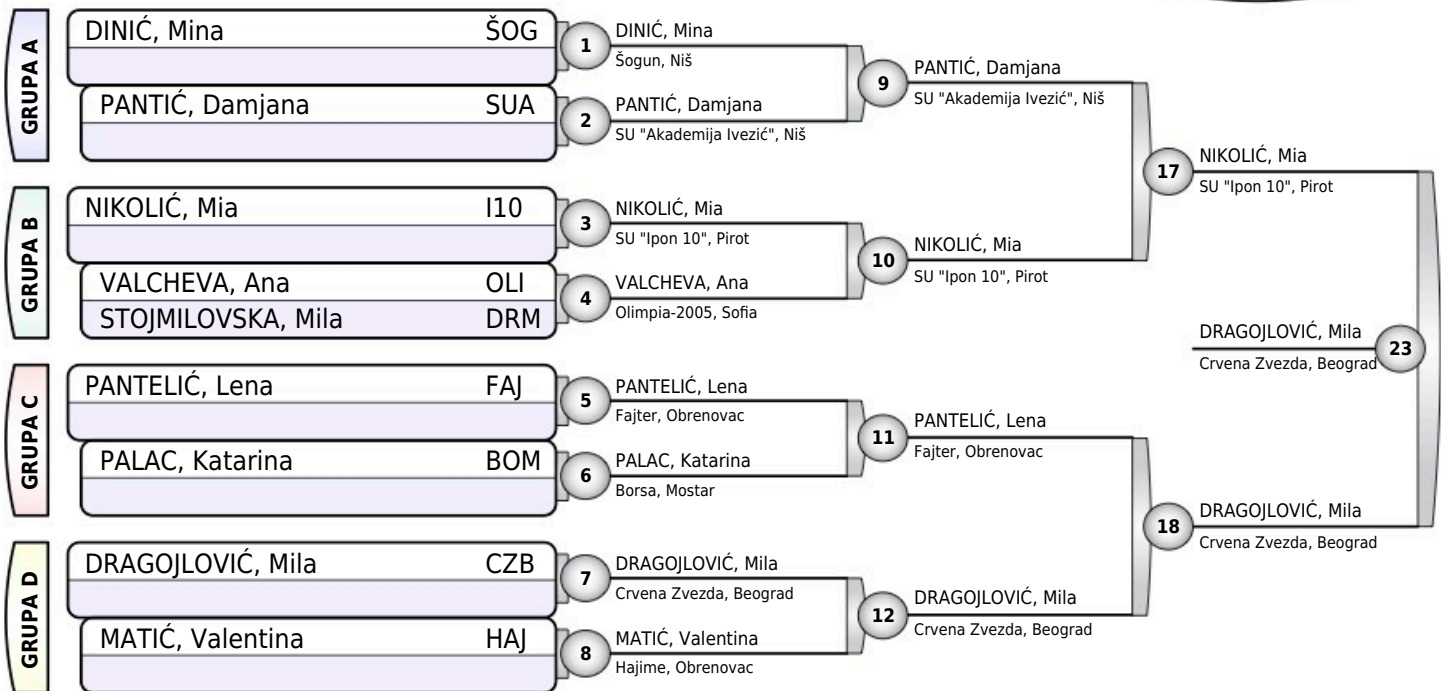 GRUPA A
DINIĆ, Mina ŠOG
PANTIĆ, Damjana SUA
GRUPA B
NIKOLIĆ, Mia I10
VALCHEVA, Ana OLI
STOJMILOVSKA, Mila DRM
GRUPA C
PANTELIĆ, Lena FAJ
PALAC, Katarina BOM
GRUPA D
DRAGOJLOVIĆ, Mila CZB
MATIĆ, Valentina HAJ
1
DINIĆ, Mina
Šogun, Niš
2
PANTIĆ, Damjana
SU "Akademija Ivezić", Niš
3
NIKOLIĆ, Mia
SU "Ipon 10", Pirot
4
VALCHEVA, Ana
Olimpia-2005, Sofia
5
PANTELIĆ, Lena
Fajter, Obrenovac
6
PALAC, Katarina
Borsa, Mostar
7
DRAGOJLOVIĆ, Mila
Crvena Zvezda, Beograd
8
MATIĆ, Valentina
Hajime, Obrenovac
9
PANTIĆ, Damjana
SU "Akademija Ivezić", Niš
10
NIKOLIĆ, Mia
SU "Ipon 10", Pirot
11
PANTELIĆ, Lena
Fajter, Obrenovac
12
DRAGOJLOVIĆ, Mila
Crvena Zvezda, Beograd
17
NIKOLIĆ, Mia
SU "Ipon 10", Pirot
18
DRAGOJLOVIĆ, Mila
Crvena Zvezda, Beograd
DRAGOJLOVIĆ, Mila
Crvena Zvezda, Beograd
23